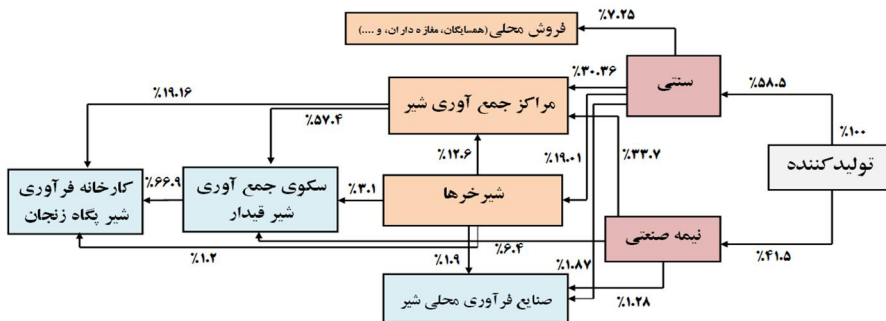 ٪۷.۲۵
فروش محلی (همسایگان، مغازه داران، و ....)
٪۳۰.۳۶
سنتی
٪۵۸.۵
٪۱۹.۱۶
مراکز جمع آوری شیر
٪۵۷.۴
٪۱۰۰
٪۱۲.۶
٪۱۹.۰۱
٪۳۳.۷
تولیدکننده
کارخانه فرآوری
شیر پگاه زنجان
٪۶۶.۹
سکوی جمع آوری
شیر قیدار
٪۳.۱
شیرخرها
نیمه صنعتی
٪۴۱.۵
٪۱.۲
٪۶.۴
٪۱.۹
٪۱.۸۷
صنایع فرآوری محلی شیر
٪۱.۲۸